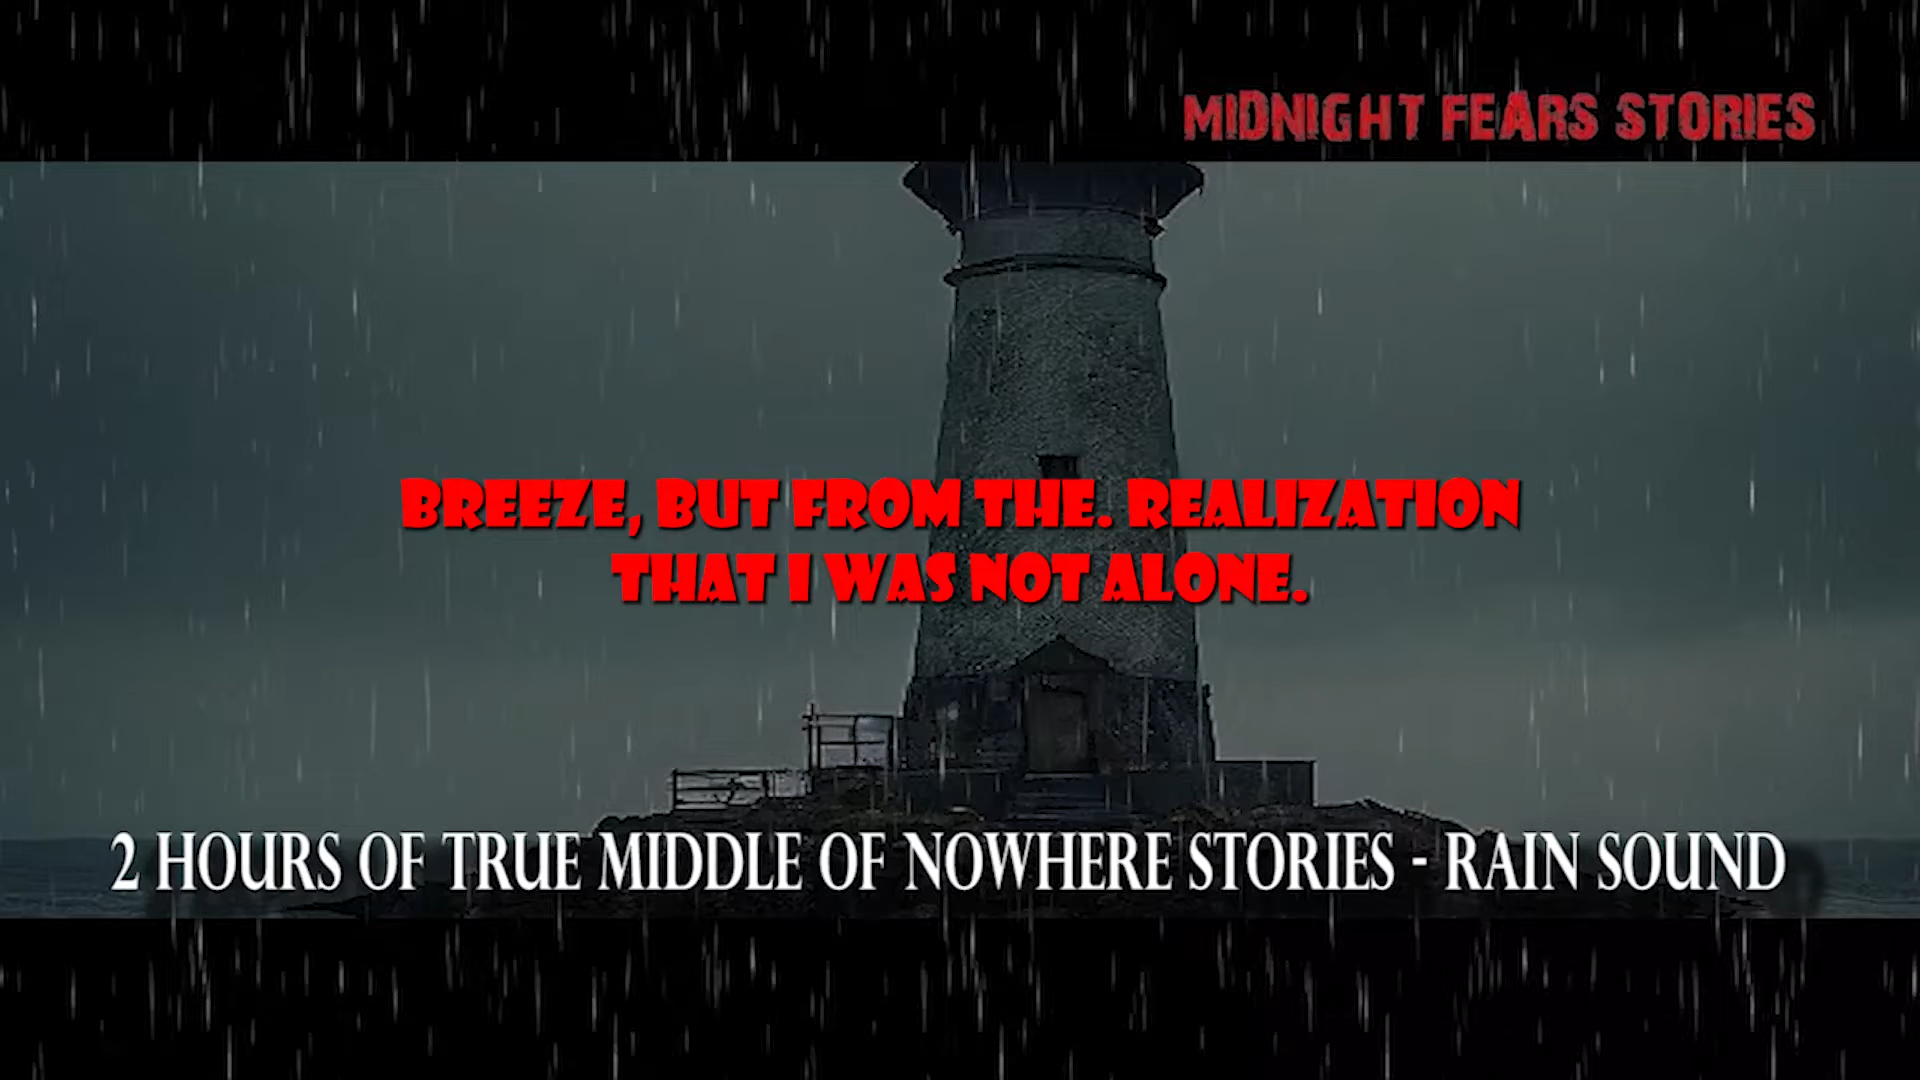 MIDNIGHT FEARS STORIES
BREEZE, BUT FROM THE. REALIZATION
THAT I WAS NOT ALONE.
2 HOURS OF TRUE MIDDLE OF NOWHERE STORIES - RAIN SOUND